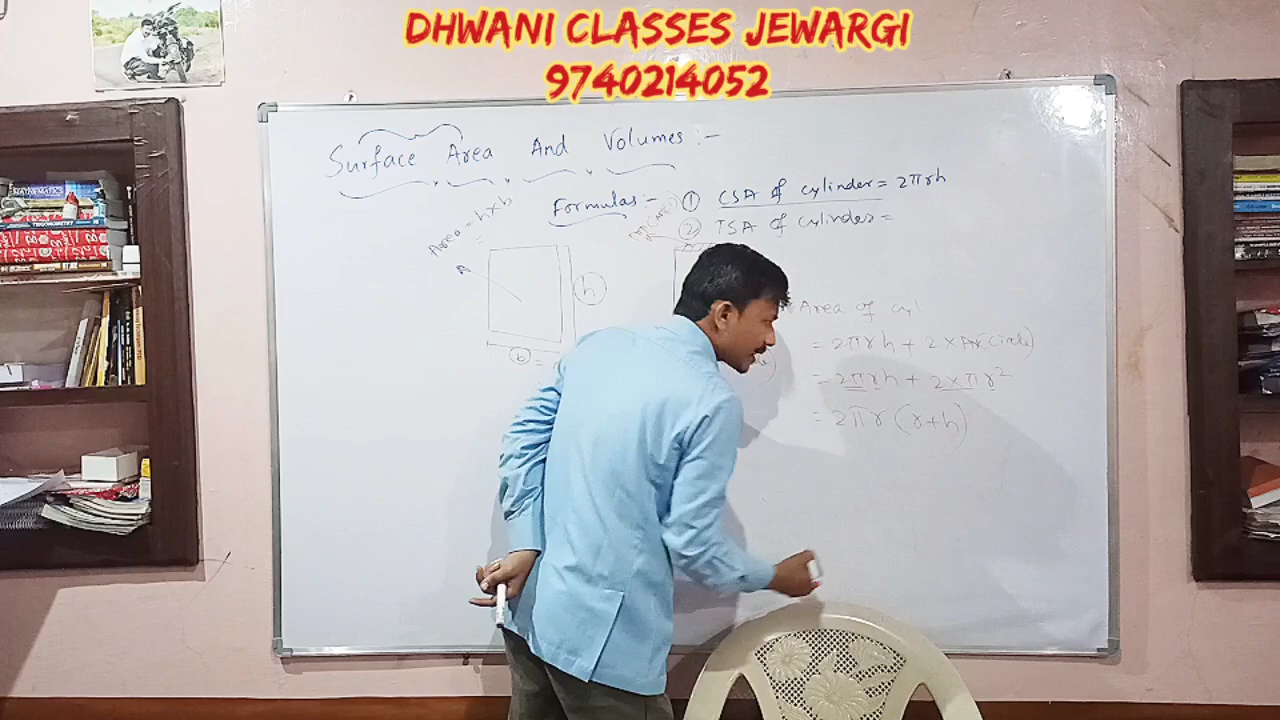 DHWANI CLASSES JEWARGI
9740214052
Surface Area And Volumes :-
Formulas :- ① CSA of cylinder = 2πrh
② TSA of cylinder =
Area = l×b
h
b =
Area of cyl
= 2πrh + 2×Ar(Circle)
= 2πrh + 2×πr²
= 2πr (r+h)
MATHEMATICS